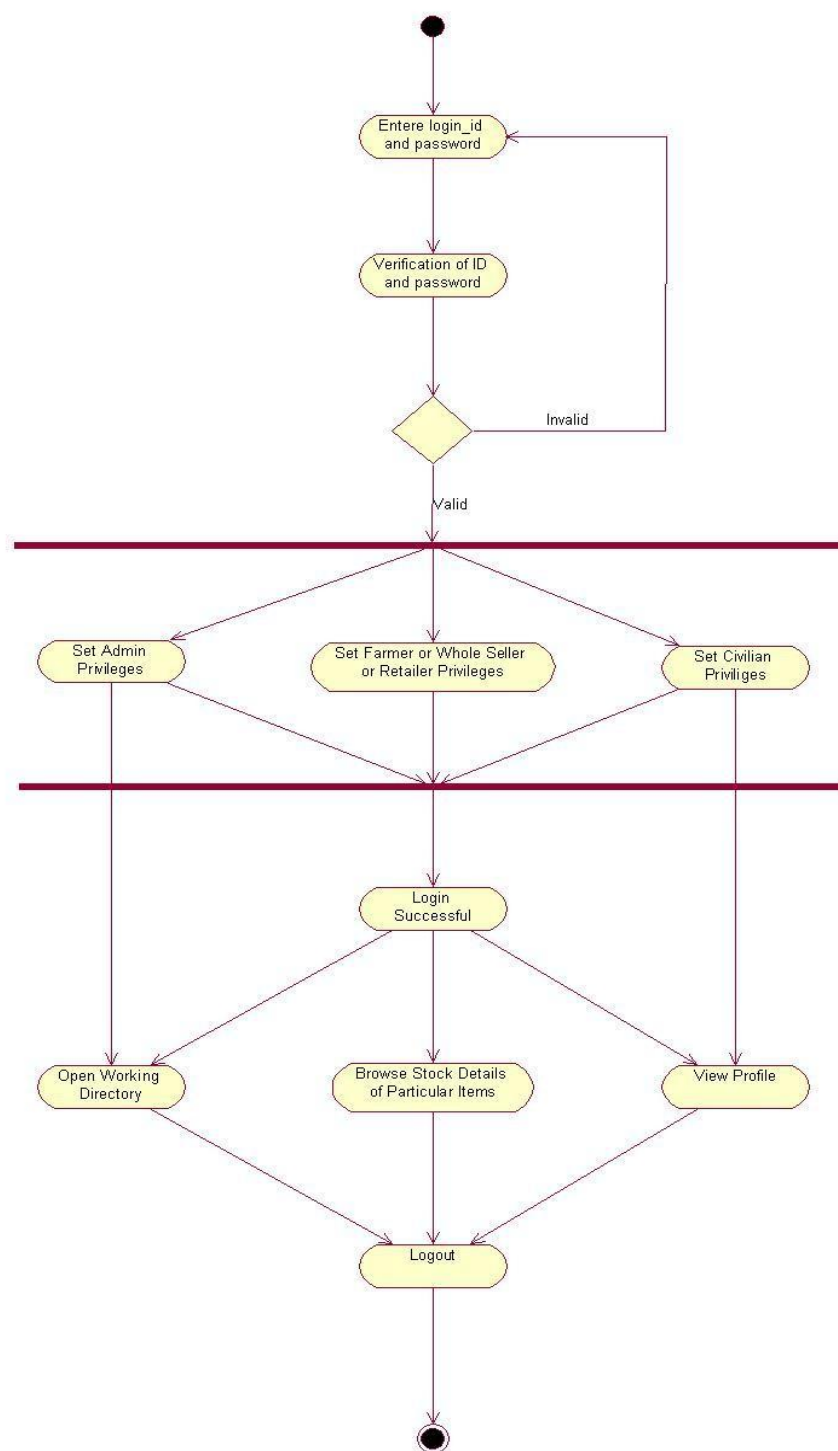 Entere login_id
and password
Verification of ID
and password
Invalid
Valid
Set Admin
Privileges
Set Farmer or Whole Seller
or Retailer Privileges
Set Civilian
Priviliges
Login
Successful
Open Working
Directory
Browse Stock Details
of Particular Items
View Profile
Logout